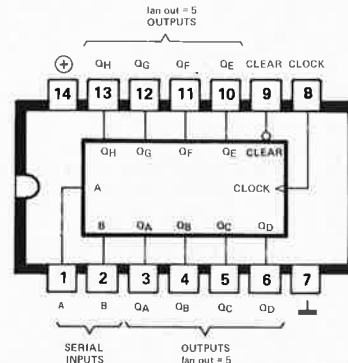 fan out = 5
OUTPUTS
⊕ QH QG QF QE CLEAR CLOCK
14 13 12 11 10 9 8
QH QG QF QE CLEAR
A CLOCK
B QA QB QC QD
1 2 3 4 5 6 7
A B QA QB QC QD
SERIAL INPUTS
OUTPUTS
fan out = 5